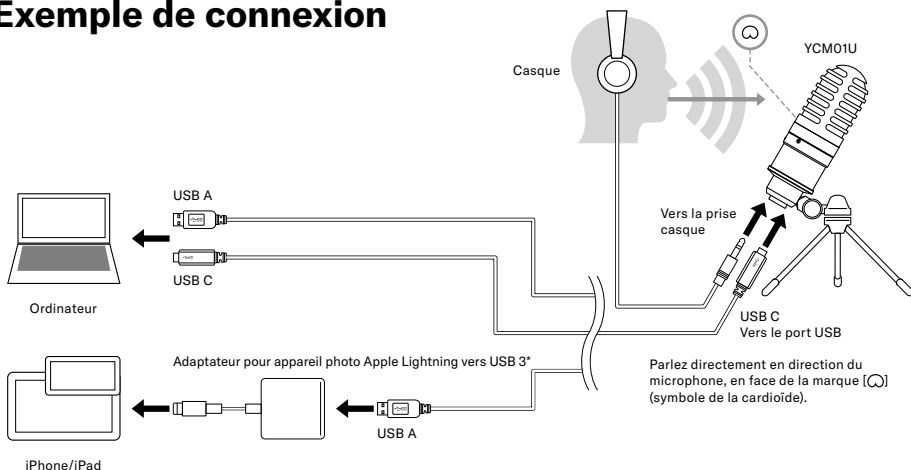 Exemple de connexion
Casque
YCM01U
USB A
USB C
Ordinateur
Vers la prise
casque
USB C
Vers le port USB
Adaptateur pour appareil photo Apple Lightning vers USB 3*
USB A
iPhone/iPad
Parlez directement en direction du
microphone, en face de la marque []
(symbole de la cardioïde).